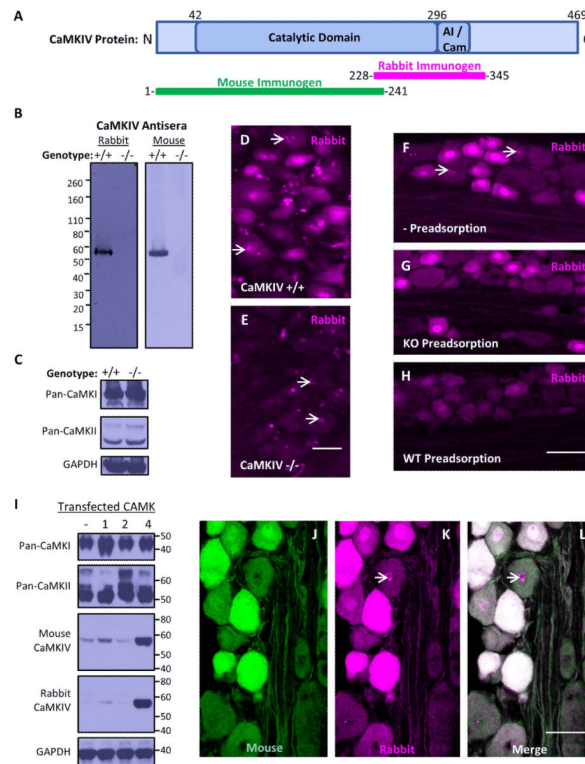 A
42
296
469
CaMKIV Protein:
N
Catalytic Domain
AI /
Cam
Rabbit Immunogen
228-
-345
Mouse Immunogen
1-
-241
B
CaMKIV Antisera
Rabbit
Mouse
Genotype:
+/+
-/-
+/+
-/-
260
160
110
80
60
50
40
30
20
15
C
Genotype:
+/+
-/-
Pan-CaMKI
Pan-CaMKII
GAPDH
D
Rabbit
CaMKIV +/+
E
Rabbit
CaMKIV -/-
F
Rabbit
- Preadsorption
G
Rabbit
KO Preadsorption
H
Rabbit
WT Preadsorption
I
Transfected CAMK
-
1
2
4
Pan-CaMKI
50
40
Pan-CaMKII
60
50
Mouse
CaMKIV
80
60
50
40
Rabbit
CaMKIV
80
60
50
GAPDH
40
J
Mouse
K
Rabbit
L
Merge